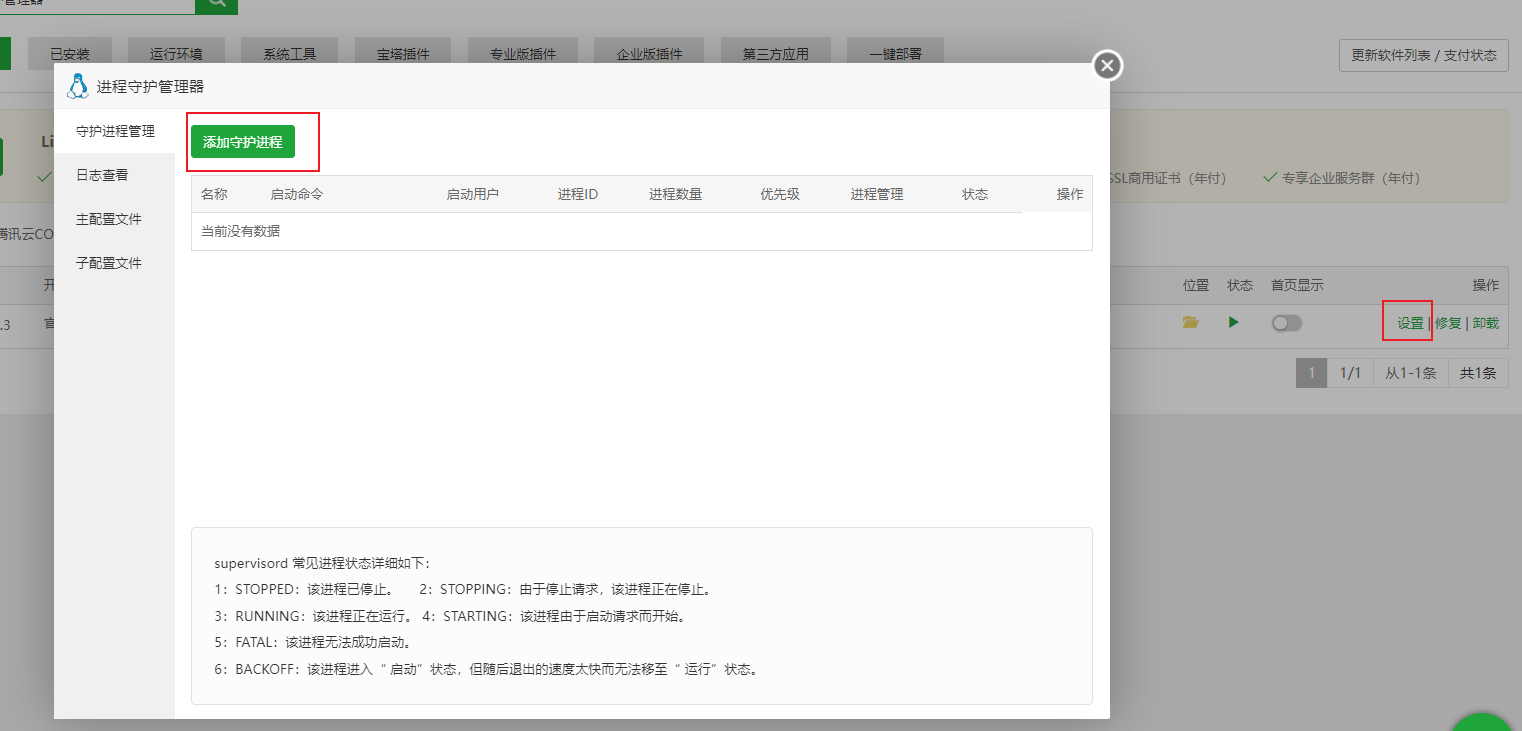 管理器
已安装 运行环境 系统工具 宝塔插件 专业版插件 企业版插件 第三方应用 一键部署 更新软件列表 / 支付状态
进程守护管理器
守护进程管理
日志查看
主配置文件
子配置文件
添加守护进程
名称 启动命令 启动用户 进程ID 进程数量 优先级 进程管理 状态 操作
当前没有数据
supervisord 常见进程状态详细如下:
1：STOPPED：该进程已停止。 2：STOPPING：由于停止请求，该进程正在停止。
3：RUNNING：该进程正在运行。 4：STARTING：该进程由于启动请求而开始。
5：FATAL：该进程无法成功启动。
6：BACKOFF：该进程进入“ 启动”状态，但随后退出的速度太快而无法移至“ 运行”状态。
Li
SSL商用证书（年付） 专享企业服务群（年付）
腾讯云CO
开 位置 状态 首页显示 操作
.3 官 设置 | 修复 | 卸载
1 1/1 从1-1条 共1条